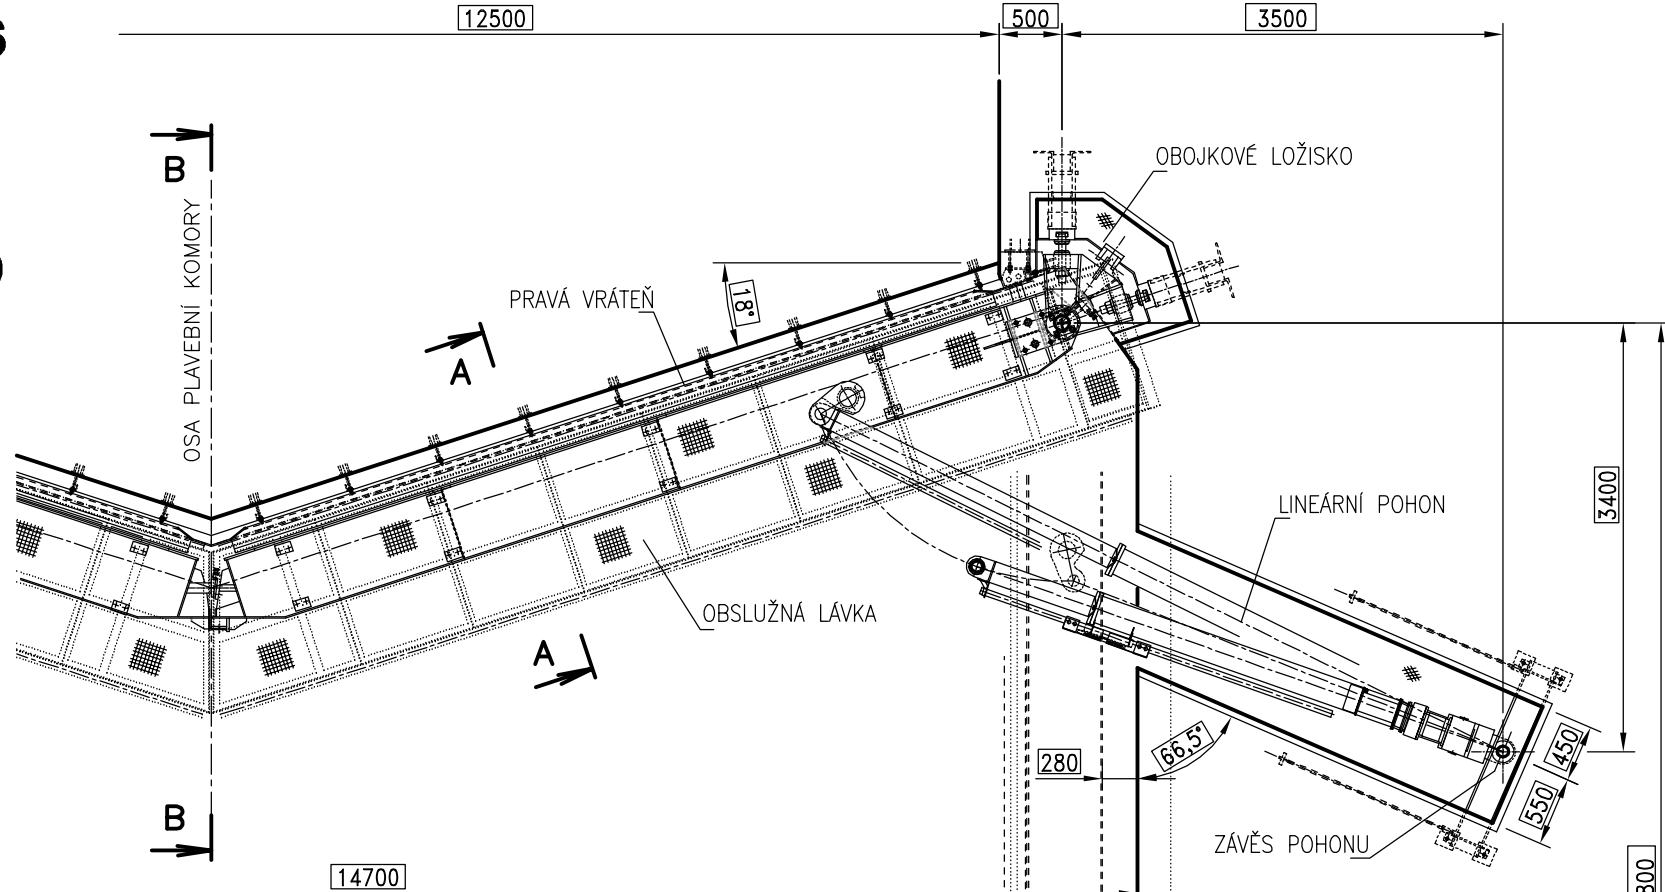 12500
500
3500
B
OBOJKOVÉ LOŽISKO
OSA PLAVEBNÍ KOMORY
PRAVÁ VRÁTEŇ
18°
A
3400
LINEÁRNÍ POHON
OBSLUŽNÁ LÁVKA
A
280
66,5°
450
550
B
ZÁVĚS POHONU
14700